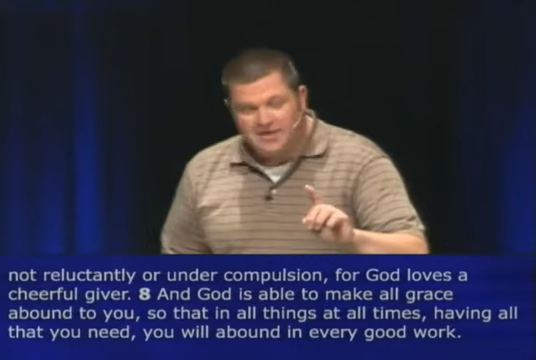 not reluctantly or under compulsion, for God loves a
cheerful giver. 8 And God is able to make all grace
abound to you, so that in all things at all times, having all
that you need, you will abound in every good work.